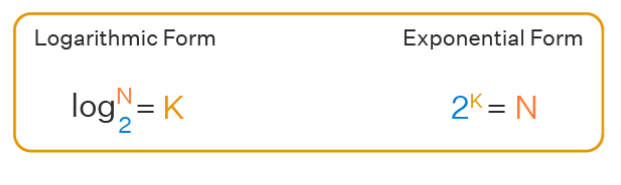 Logarithmic Form
Exponential Form
log₂ᴺ = K
2ᴷ = N